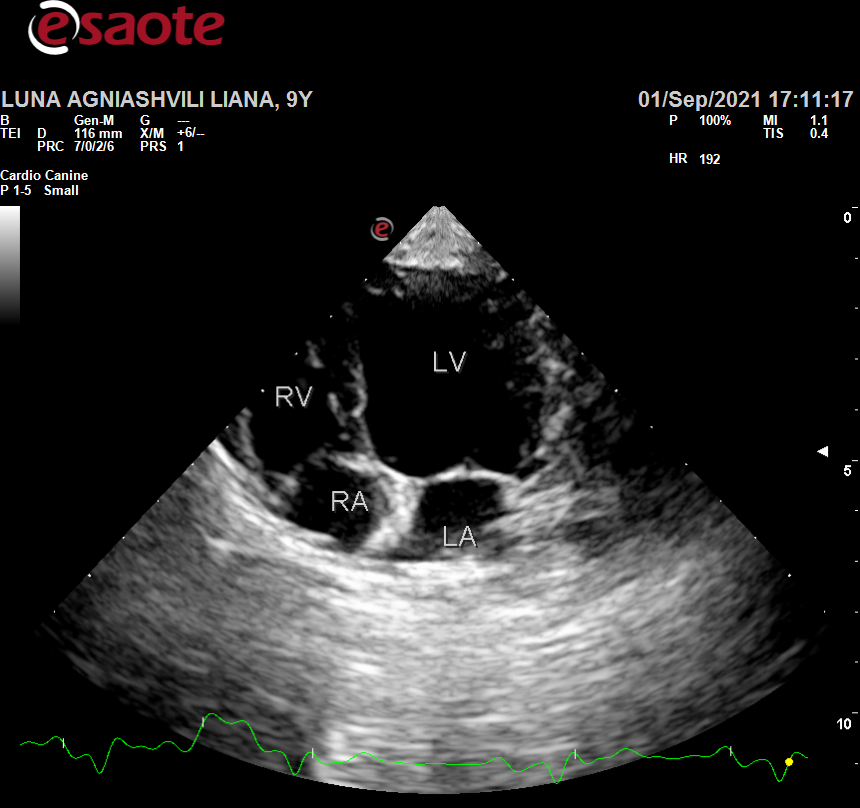 esaote
LUNA AGNIASHVILI LIANA, 9Y 01/Sep/2021 17:11:17
B Gen-M G --- P 100% MI 1.1
TEI D 116 mm X/M +6/-- TIS 0.4
PRC 7/0/2/6 PRS 1
HR 192
Cardio Canine
P 1-5 Small
e
0
LV
RV
5
RA
LA
10